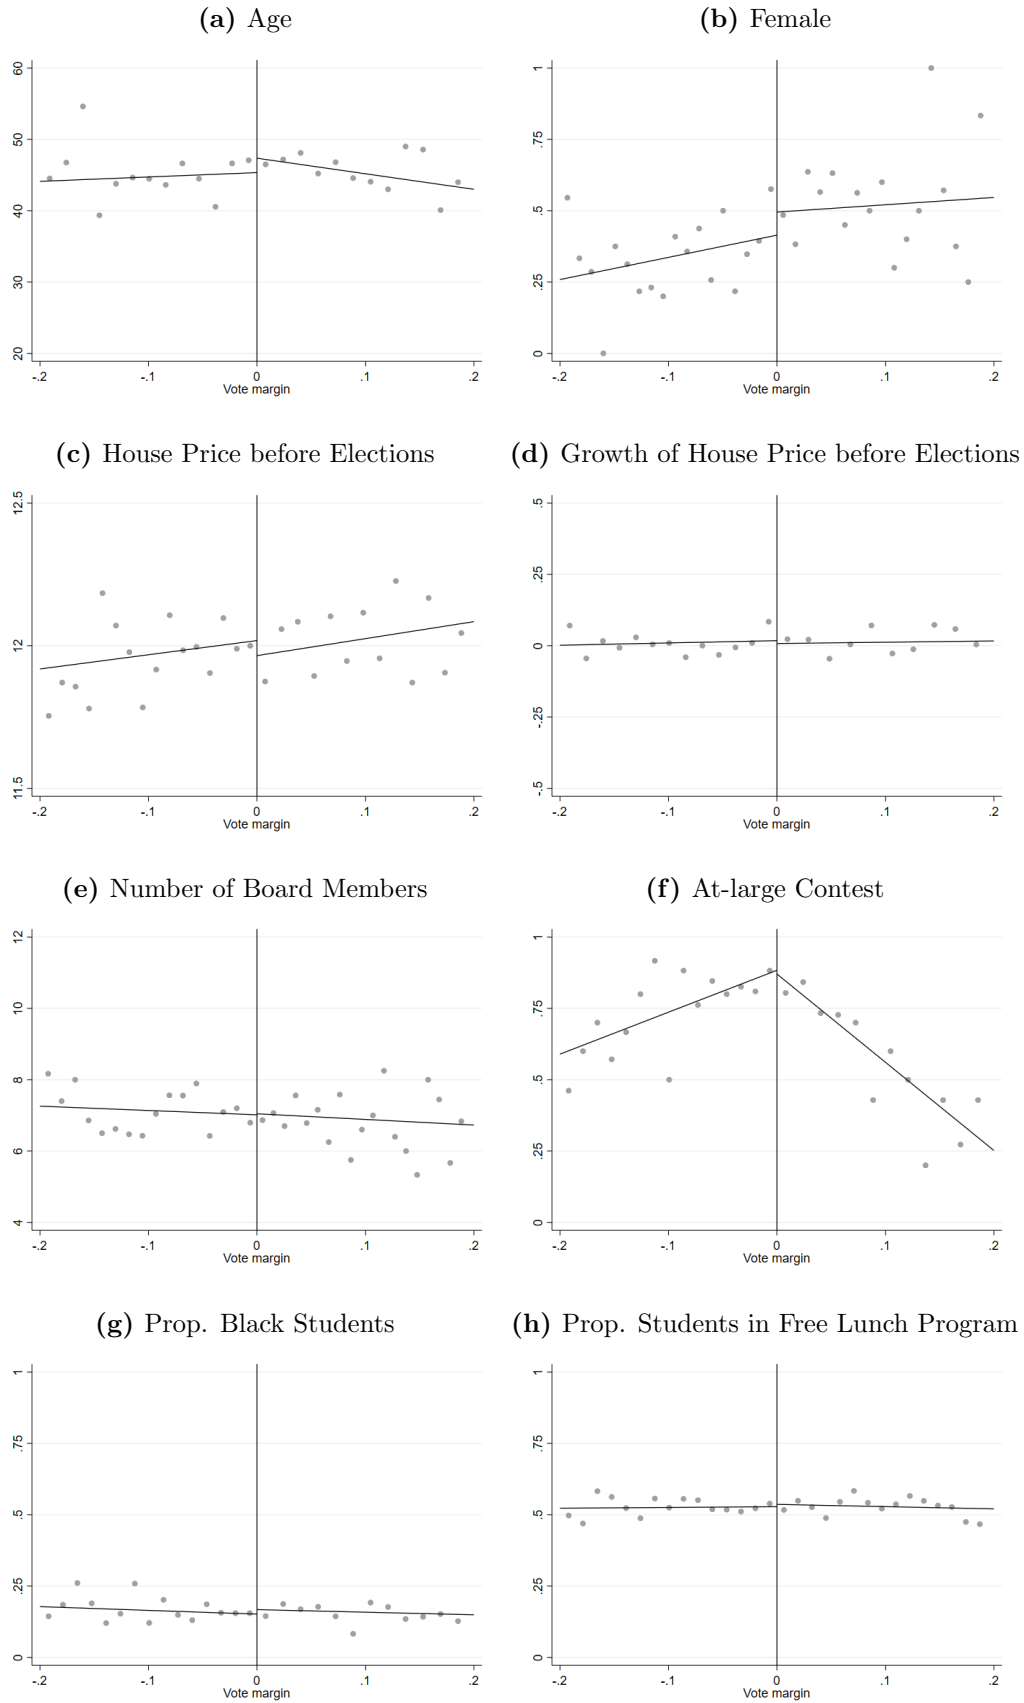 (a) Age
60
50
40
30
20
-.2 -.1 0 .1 .2
Vote margin
(b) Female
1
.75
.5
.25
0
-.2 -.1 0 .1 .2
Vote margin
(c) House Price before Elections
12.5
12
11.5
-.2 -.1 0 .1 .2
Vote margin
(d) Growth of House Price before Elections
.5
.25
0
-.25
-.5
-.2 -.1 0 .1 .2
Vote margin
(e) Number of Board Members
12
10
8
6
4
-.2 -.1 0 .1 .2
Vote margin
(f) At-large Contest
1
.75
.5
.25
0
-.2 -.1 0 .1 .2
Vote margin
(g) Prop. Black Students
1
.75
.5
.25
0
-.2 -.1 0 .1 .2
Vote margin
(h) Prop. Students in Free Lunch Program
1
.75
.5
.25
0
-.2 -.1 0 .1 .2
Vote margin